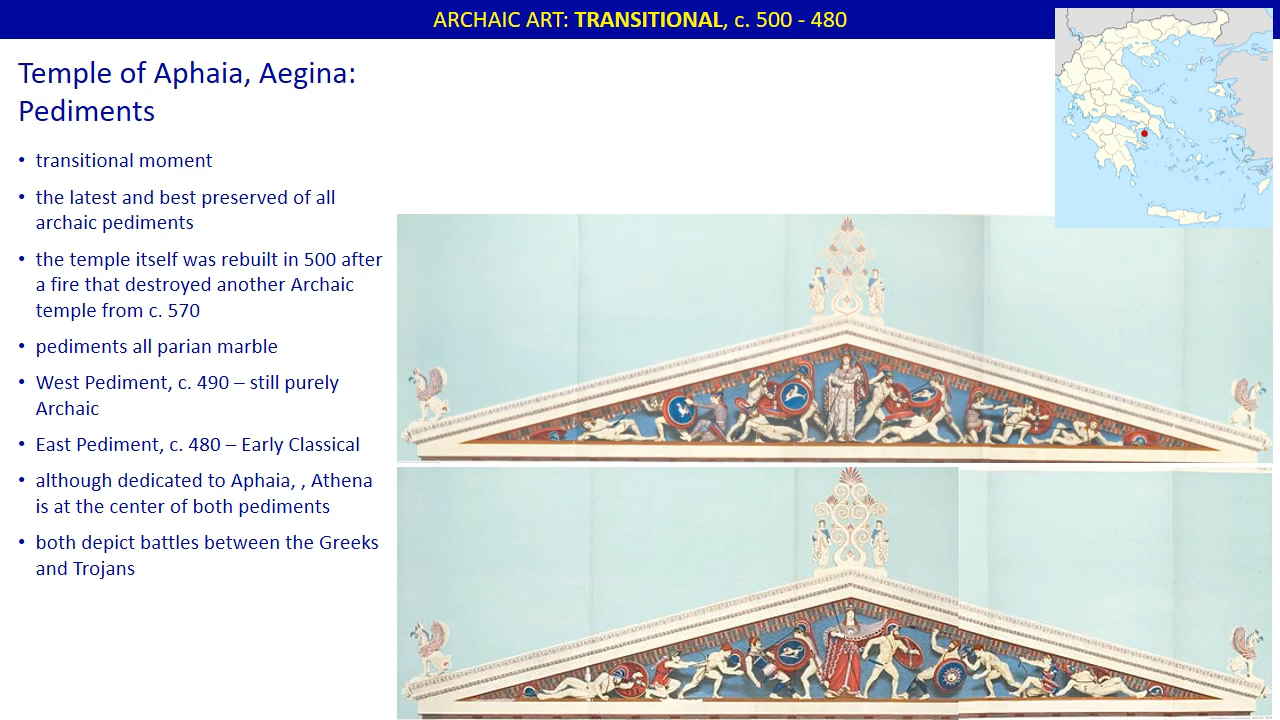 ARCHAIC ART: TRANSITIONAL, c. 500 - 480
Temple of Aphaia, Aegina:
Pediments
• transitional moment
• the latest and best preserved of all
archaic pediments
• the temple itself was rebuilt in 500 after
a fire that destroyed another Archaic
temple from c. 570
• pediments all parian marble
• West Pediment, c. 490 – still purely
Archaic
• East Pediment, c. 480 – Early Classical
• although dedicated to Aphaia, , Athena
is at the center of both pediments
• both depict battles between the Greeks
and Trojans